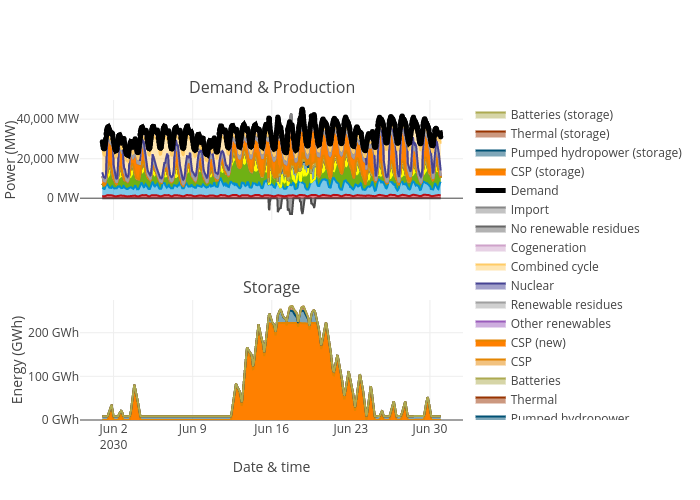 Demand & Production
Power (MW)
40,000 MW
20,000 MW
0 MW
Storage
Energy (GWh)
200 GWh
100 GWh
0 GWh
Jun 2
2030
Jun 9
Jun 16
Jun 23
Jun 30
Date & time
Batteries (storage)
Thermal (storage)
Pumped hydropower (storage)
CSP (storage)
Demand
Import
No renewable residues
Cogeneration
Combined cycle
Nuclear
Renewable residues
Other renewables
CSP (new)
CSP
Batteries
Thermal
Pumped hydropower